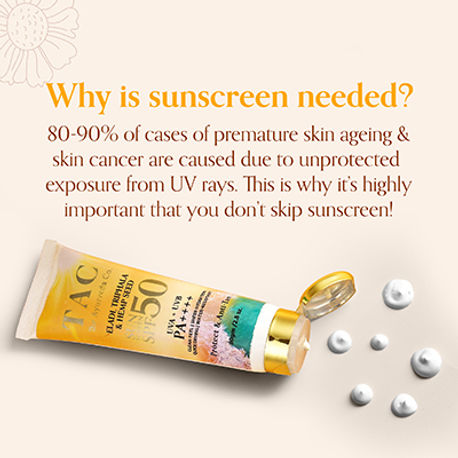 Why is sunscreen needed?
80-90% of cases of premature skin ageing &
skin cancer are caused due to unprotected
exposure from UV rays. This is why it's highly
important that you don't skip sunscreen!
TAC
The Ayurveda Co.
ELADI, TRIPHALA
& HEMP SEED
SUN
SPF 50
UVA + UVB
PA++++
Protect & Anti